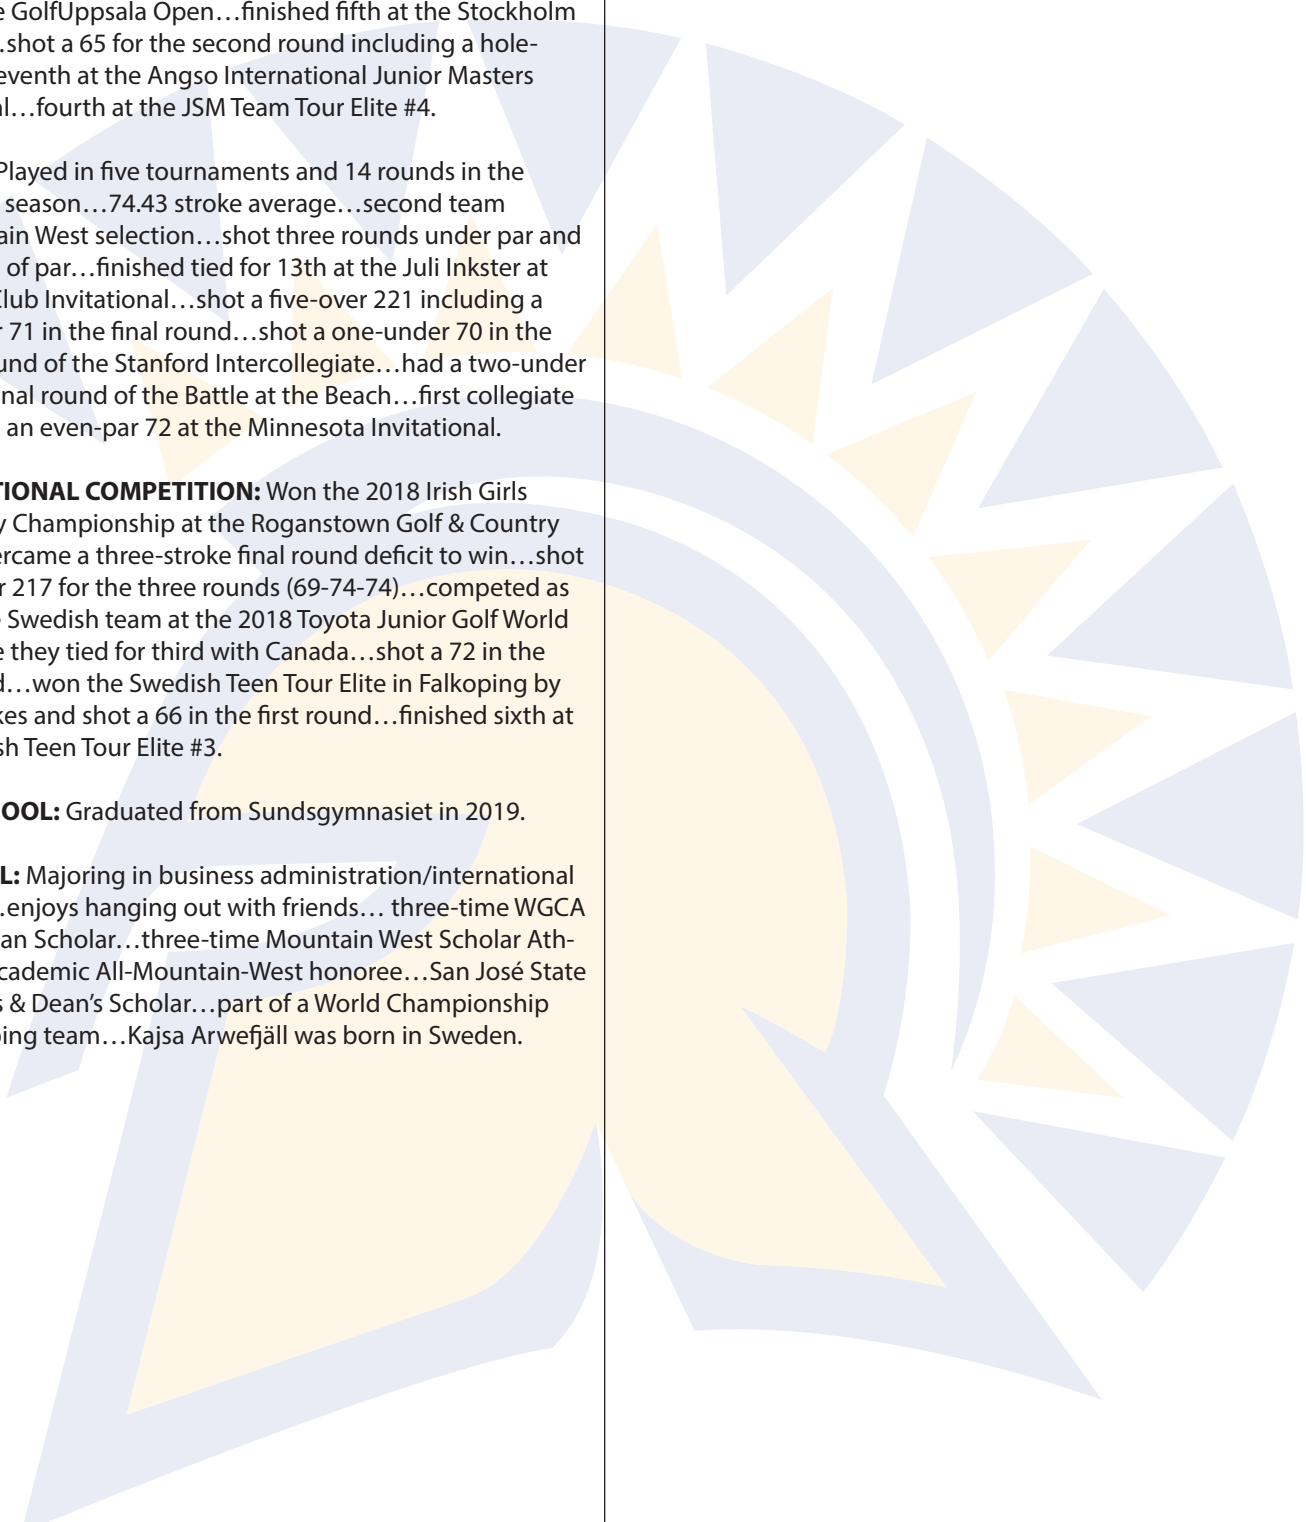 GolfUppsala Open…finished fifth at the Stockholm
shot a 65 for the second round including a hole-
eventh at the Angso International Junior Masters
…fourth at the JSM Team Tour Elite #4.
Played in five tournaments and 14 rounds in the
season…74.43 stroke average…second team
ain West selection…shot three rounds under par and
of par…finished tied for 13th at the Juli Inkster at
Club Invitational…shot a five-over 221 including a
71 in the final round…shot a one-under 70 in the
und of the Stanford Intercollegiate…had a two-under
nal round of the Battle at the Beach…first collegiate
an even-par 72 at the Minnesota Invitational.
TIONAL COMPETITION: Won the 2018 Irish Girls
y Championship at the Roganstown Golf & Country
ercame a three-stroke final round deficit to win…shot
r 217 for the three rounds (69-74-74)…competed as
Swedish team at the 2018 Toyota Junior Golf World
e they tied for third with Canada…shot a 72 in the
d…won the Swedish Teen Tour Elite in Falkoping by
kes and shot a 66 in the first round…finished sixth at
sh Teen Tour Elite #3.
OOL: Graduated from Sundsgymnasiet in 2019.
L: Majoring in business administration/international
enjoys hanging out with friends… three-time WGCA
an Scholar…three-time Mountain West Scholar Ath-
cademic All-Mountain-West honoree…San José State
s & Dean’s Scholar…part of a World Championship
ing team…Kajsa Arwefjäll was born in Sweden.